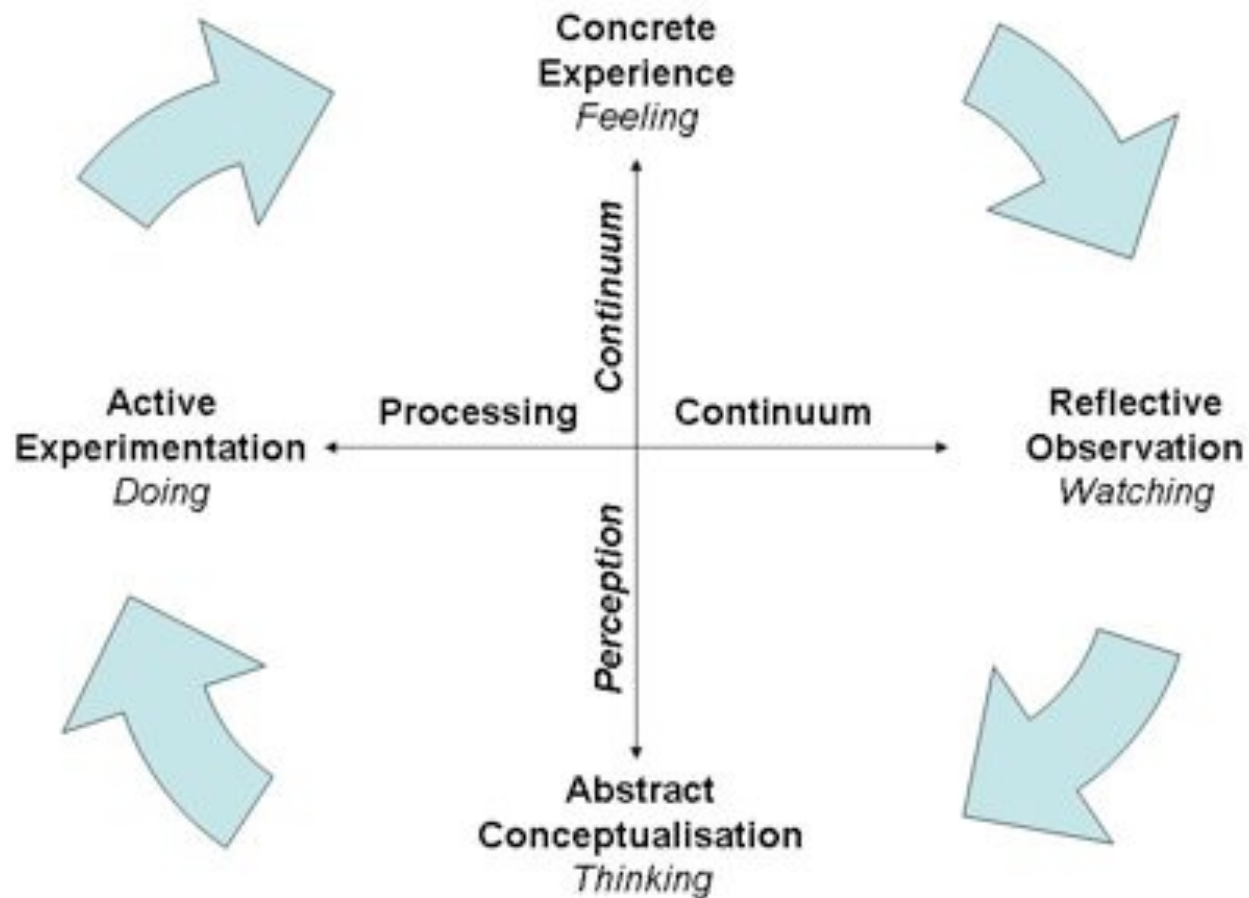 Concrete
Experience
Feeling
Continuum
Active
Experimentation
Doing
Processing
Continuum
Reflective
Observation
Watching
Perception
Abstract
Conceptualisation
Thinking